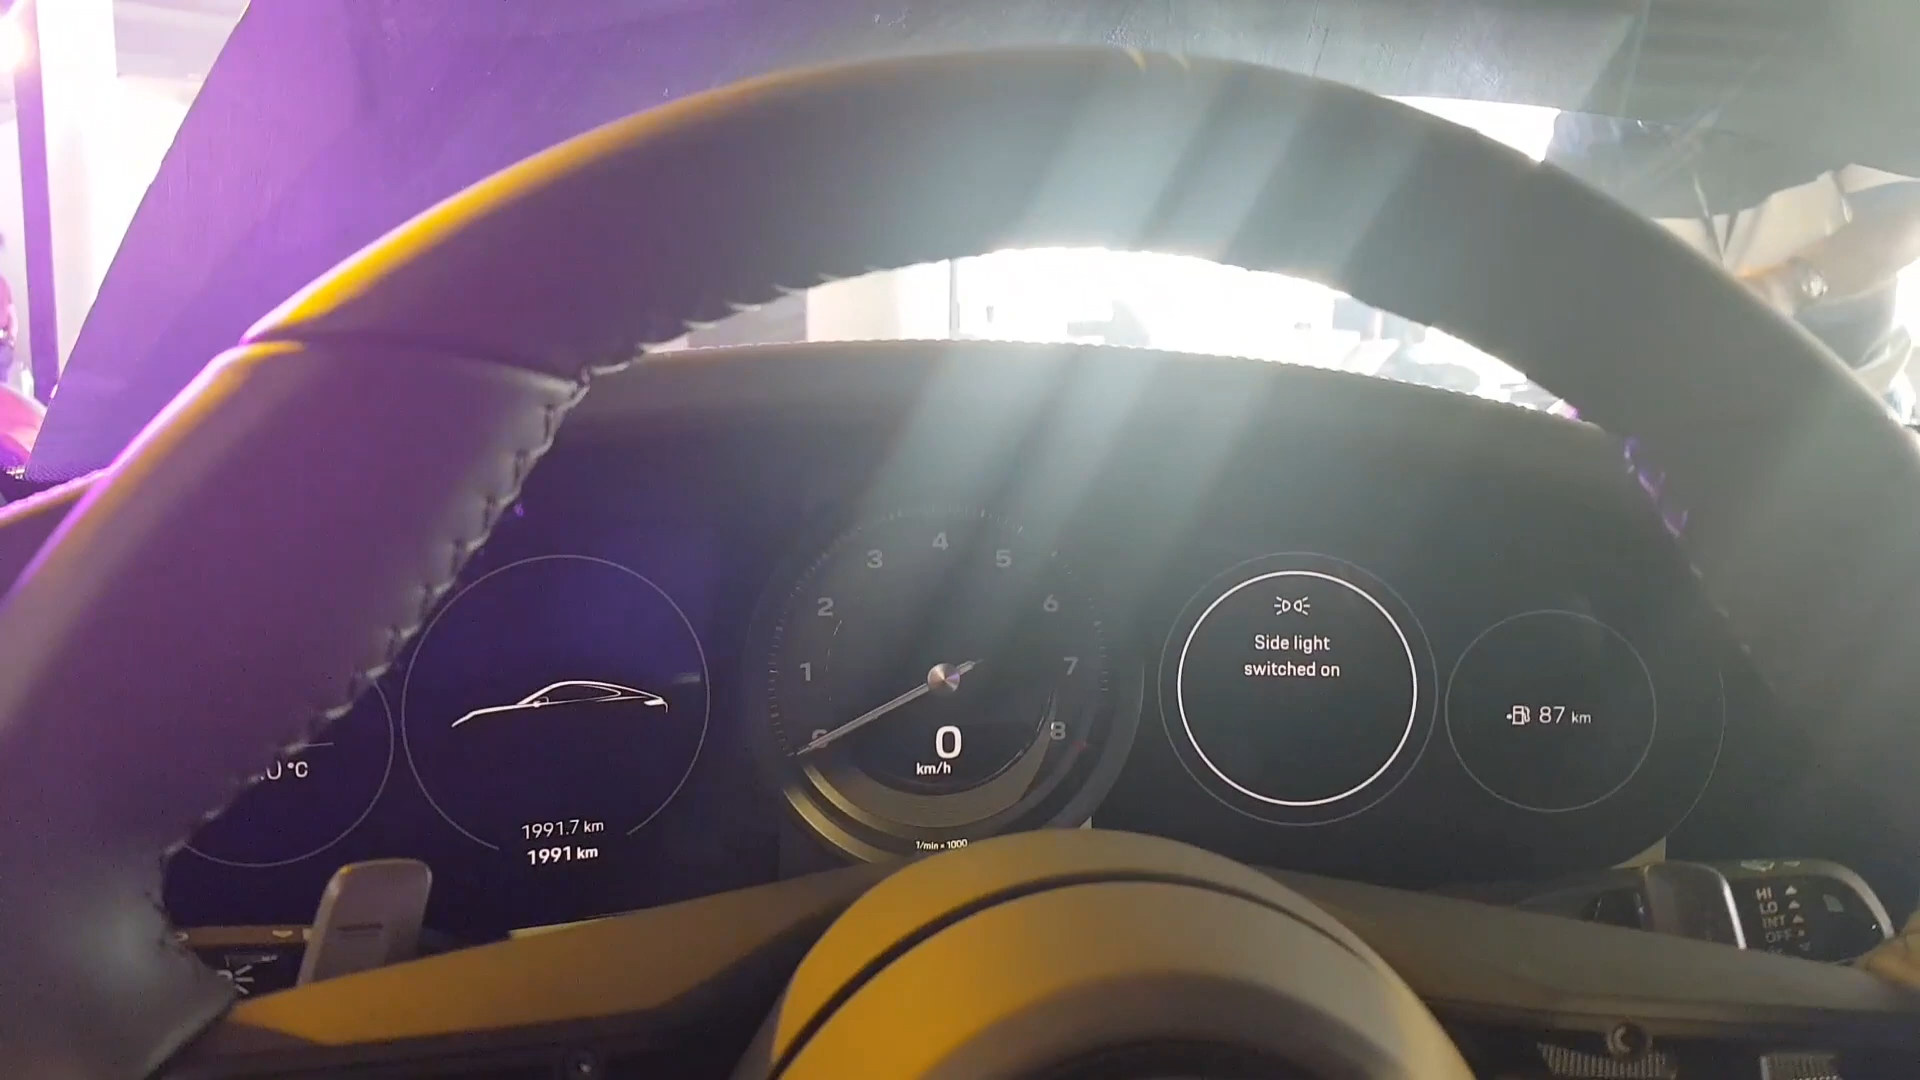 4
3
5
2
6
1
7
8
0
km/h
1/min = 1000
°C
1991.7 km
1991 km
Side light
switched on
87 km
HI
LO
INT
OFF